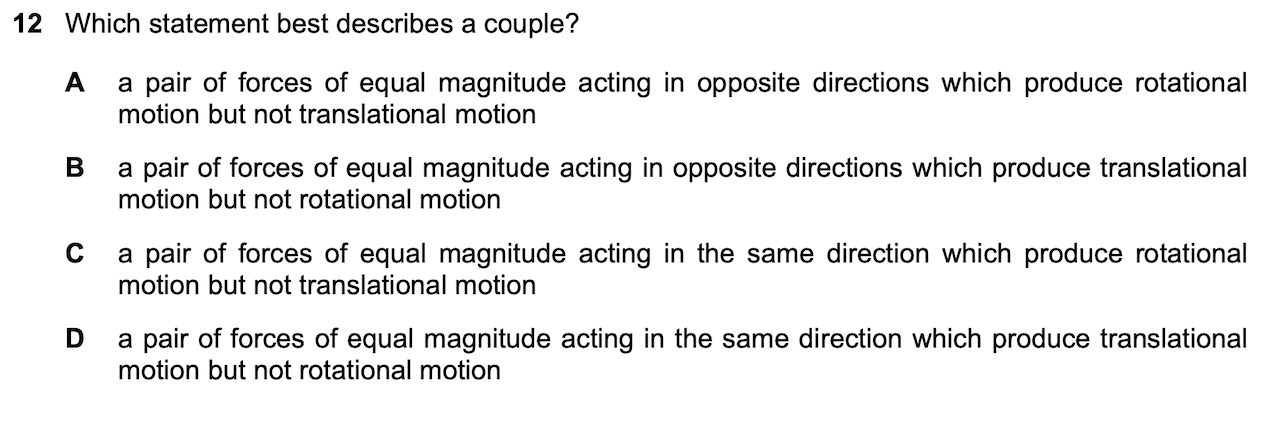 12 Which statement best describes a couple?
A a pair of forces of equal magnitude acting in opposite directions which produce rotational
motion but not translational motion
B a pair of forces of equal magnitude acting in opposite directions which produce translational
motion but not rotational motion
C a pair of forces of equal magnitude acting in the same direction which produce rotational
motion but not translational motion
D a pair of forces of equal magnitude acting in the same direction which produce translational
motion but not rotational motion